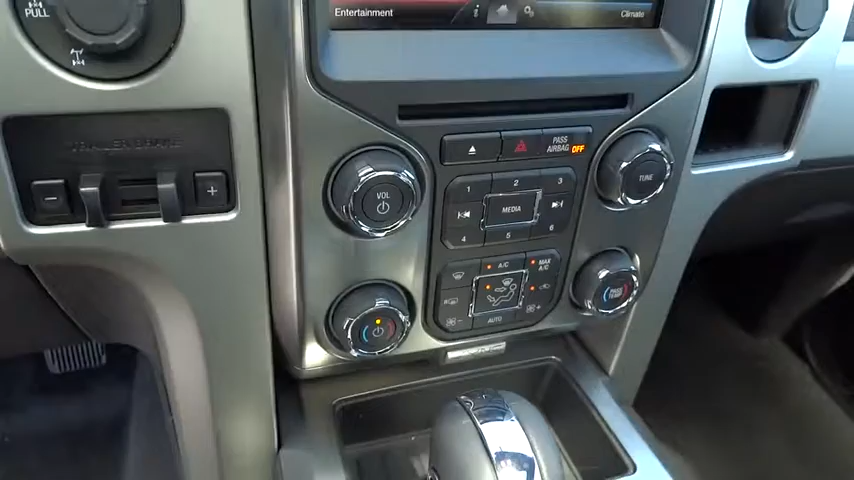 PULL
Entertainment
Climate
TRAILER BRAKE
PASS
AIRBAG OFF
VOL
TUNE
1
2
3
MEDIA
4
5
6
A/C
MAX
A/C
AUTO